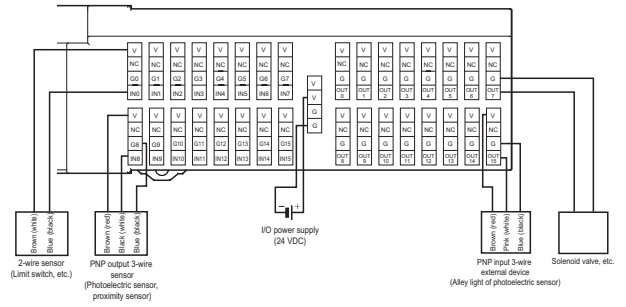 V V V V V V V V V V V V V V V V
NC NC NC NC NC NC NC NC NC NC NC NC NC NC NC NC
G0 G1 G2 G3 G4 G5 G6 G7 G G G G G G G G
IN0 IN1 IN2 IN3 IN4 IN5 IN6 IN7 OUT 0 OUT 1 OUT 2 OUT 3 OUT 4 OUT 5 OUT 6 OUT 7
V
V
G
G
V V V V V V V V V V V V V V V V
NC NC NC NC NC NC NC NC NC NC NC NC NC NC NC NC
G8 G9 G10 G11 G12 G13 G14 G15 G G G G G G G G
IN8 IN9 IN10 IN11 IN12 IN13 IN14 IN15 OUT 8 OUT 9 OUT 10 OUT 11 OUT 12 OUT 13 OUT 14 OUT 15
− +
I/O power supply
(24 VDC)
Brown (white)
Blue (black)
2-wire sensor
(Limit switch, etc.)
Brown (red)
Black (white)
Blue (black)
PNP output 3-wire
sensor
(Photoelectric sensor,
proximity sensor)
Brown (red)
Pink (white)
Blue (black)
PNP input 3-wire
external device
(Alley light of photoelectric sensor)
Solenoid valve, etc.